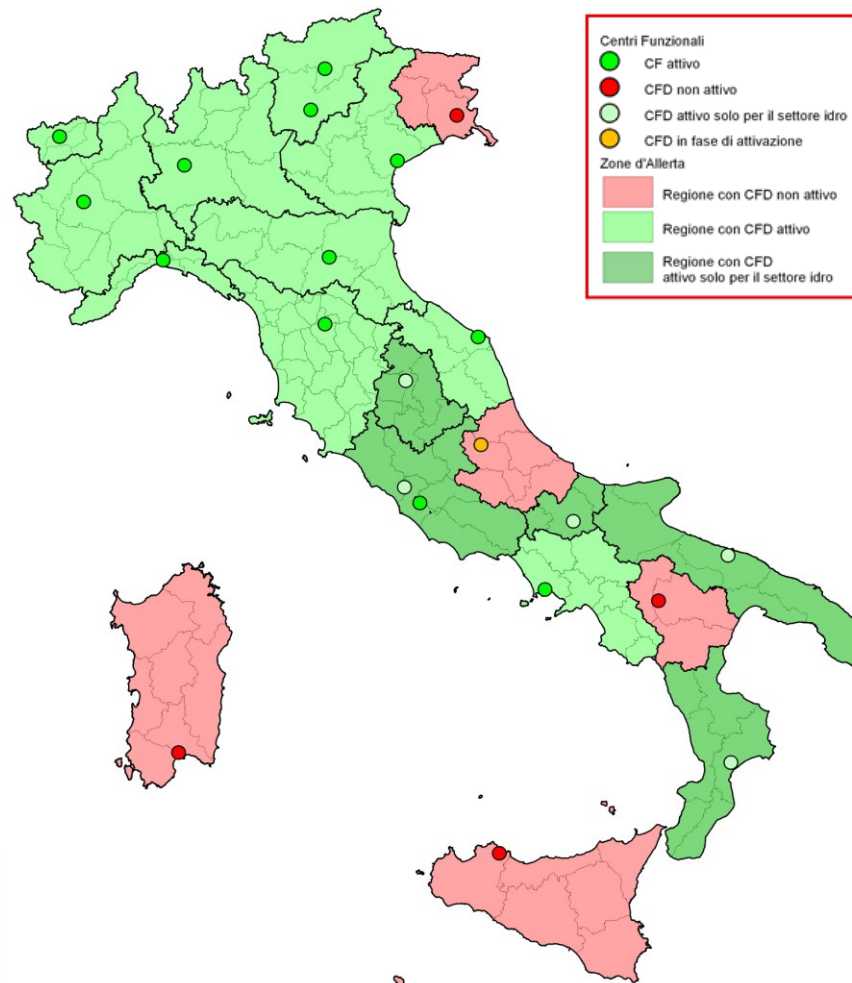 Centri Funzionali
CF attivo
CFD non attivo
CFD attivo solo per il settore idro
CFD in fase di attivazione
Zone d'Allerta
Regione con CFD non attivo
Regione con CFD attivo
Regione con CFD
attivo solo per il settore idro